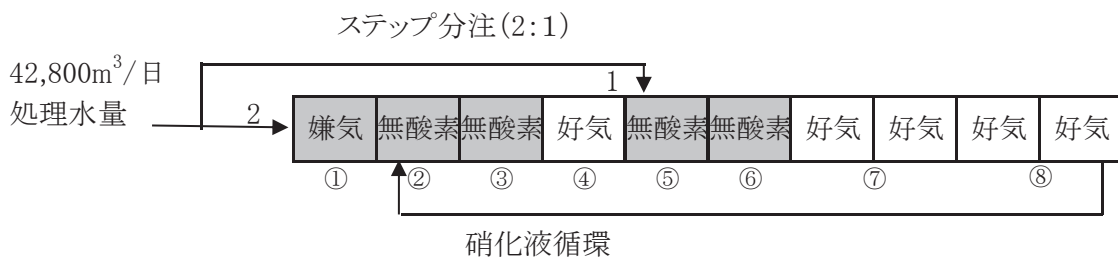 ステップ分注(2:1)
42,800m³/日
処理水量
2
1
嫌気 無酸素 無酸素 好気 無酸素 無酸素 好気 好気 好気 好気
① ② ③ ④ ⑤ ⑥ ⑦ ⑧
硝化液循環